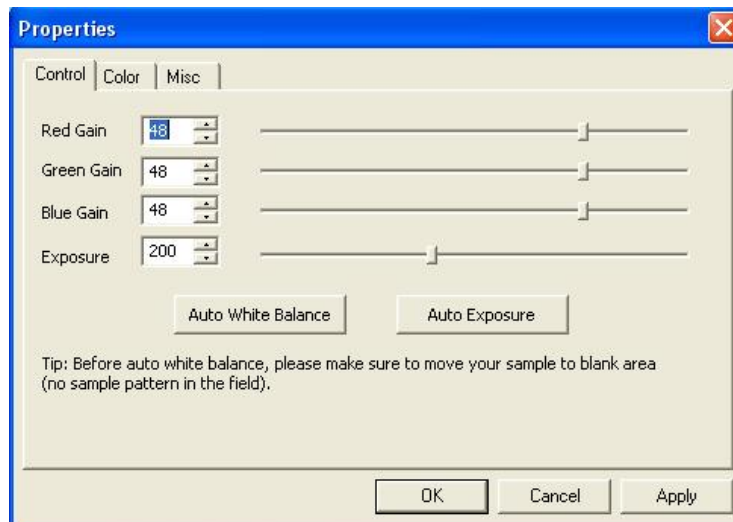 Properties
Control Color Misc
Red Gain 48
Green Gain 48
Blue Gain 48
Exposure 200
Auto White Balance Auto Exposure
Tip: Before auto white balance, please make sure to move your sample to blank area
(no sample pattern in the field).
OK Cancel Apply